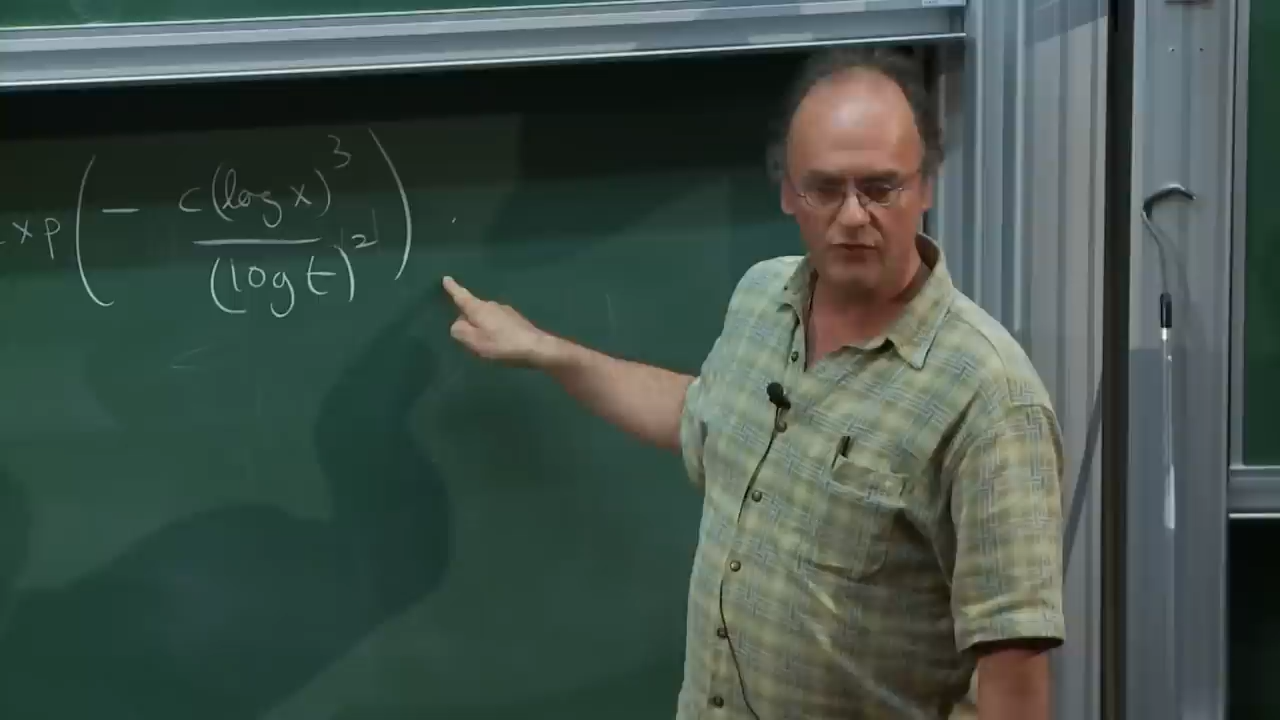 xp(- c(log x)^3 / (log t)^2).